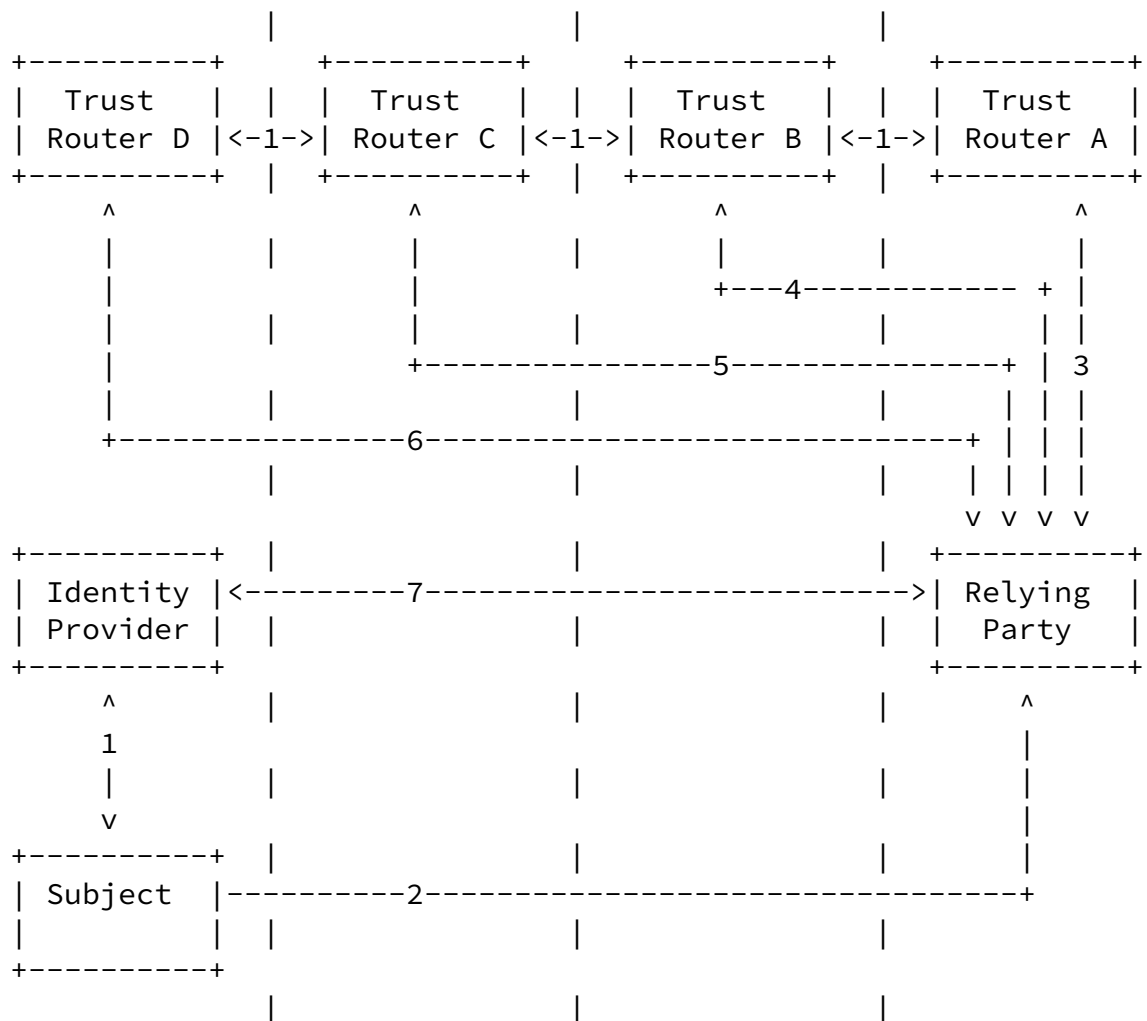 Trust Trust Trust Trust
Router D <-1-> Router C <-1-> Router B <-1-> Router A
4
5 3
6
Identity <-7-> Relying
Provider Party
1
Subject 2